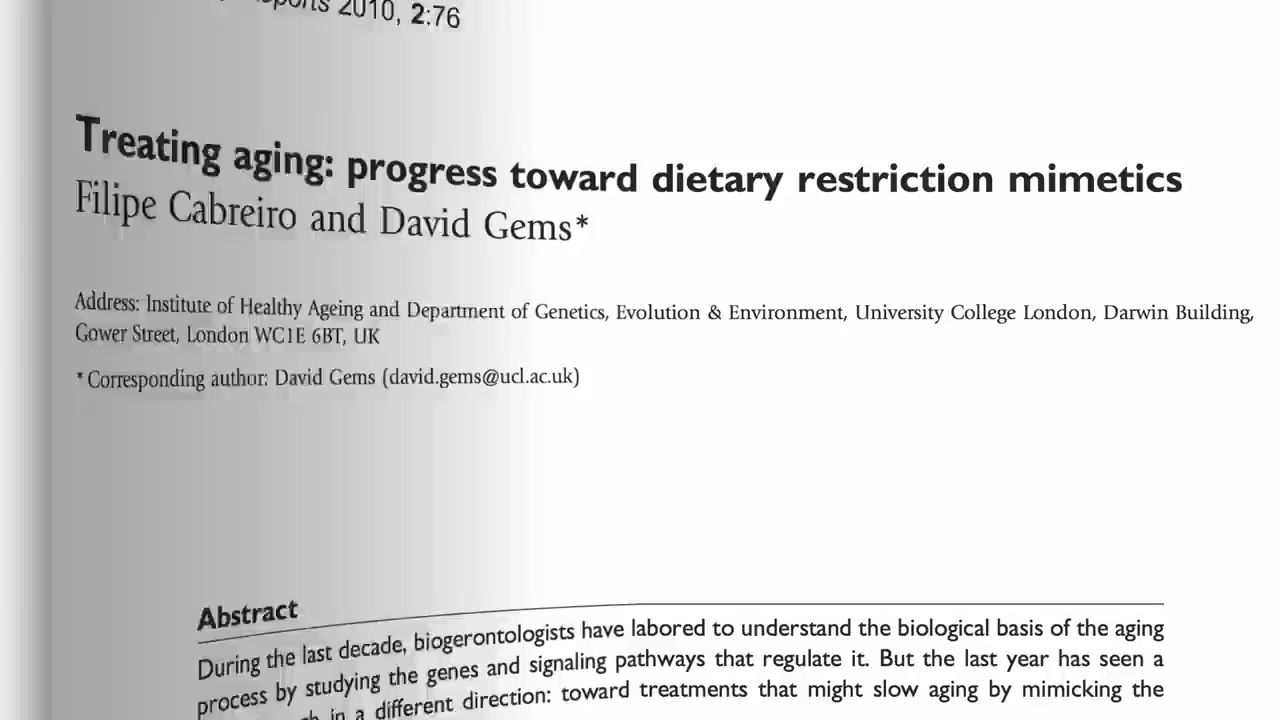 2010, 2:76
Treating aging: progress toward dietary restriction mimetics
Filipe Cabreiro and David Gems*
Address: Institute of Healthy Ageing and Department of Genetics, Evolution & Environment, University College London, Darwin Building,
Gower Street, London WC1E 6BT, UK
* Corresponding author: David Gems (david.gems@ucl.ac.uk)
Abstract
During the last decade, biogerontologists have labored to understand the biological basis of the aging
process by studying the genes and signaling pathways that regulate it. But the last year has seen a
in a different direction: toward treatments that might slow aging by mimicking the